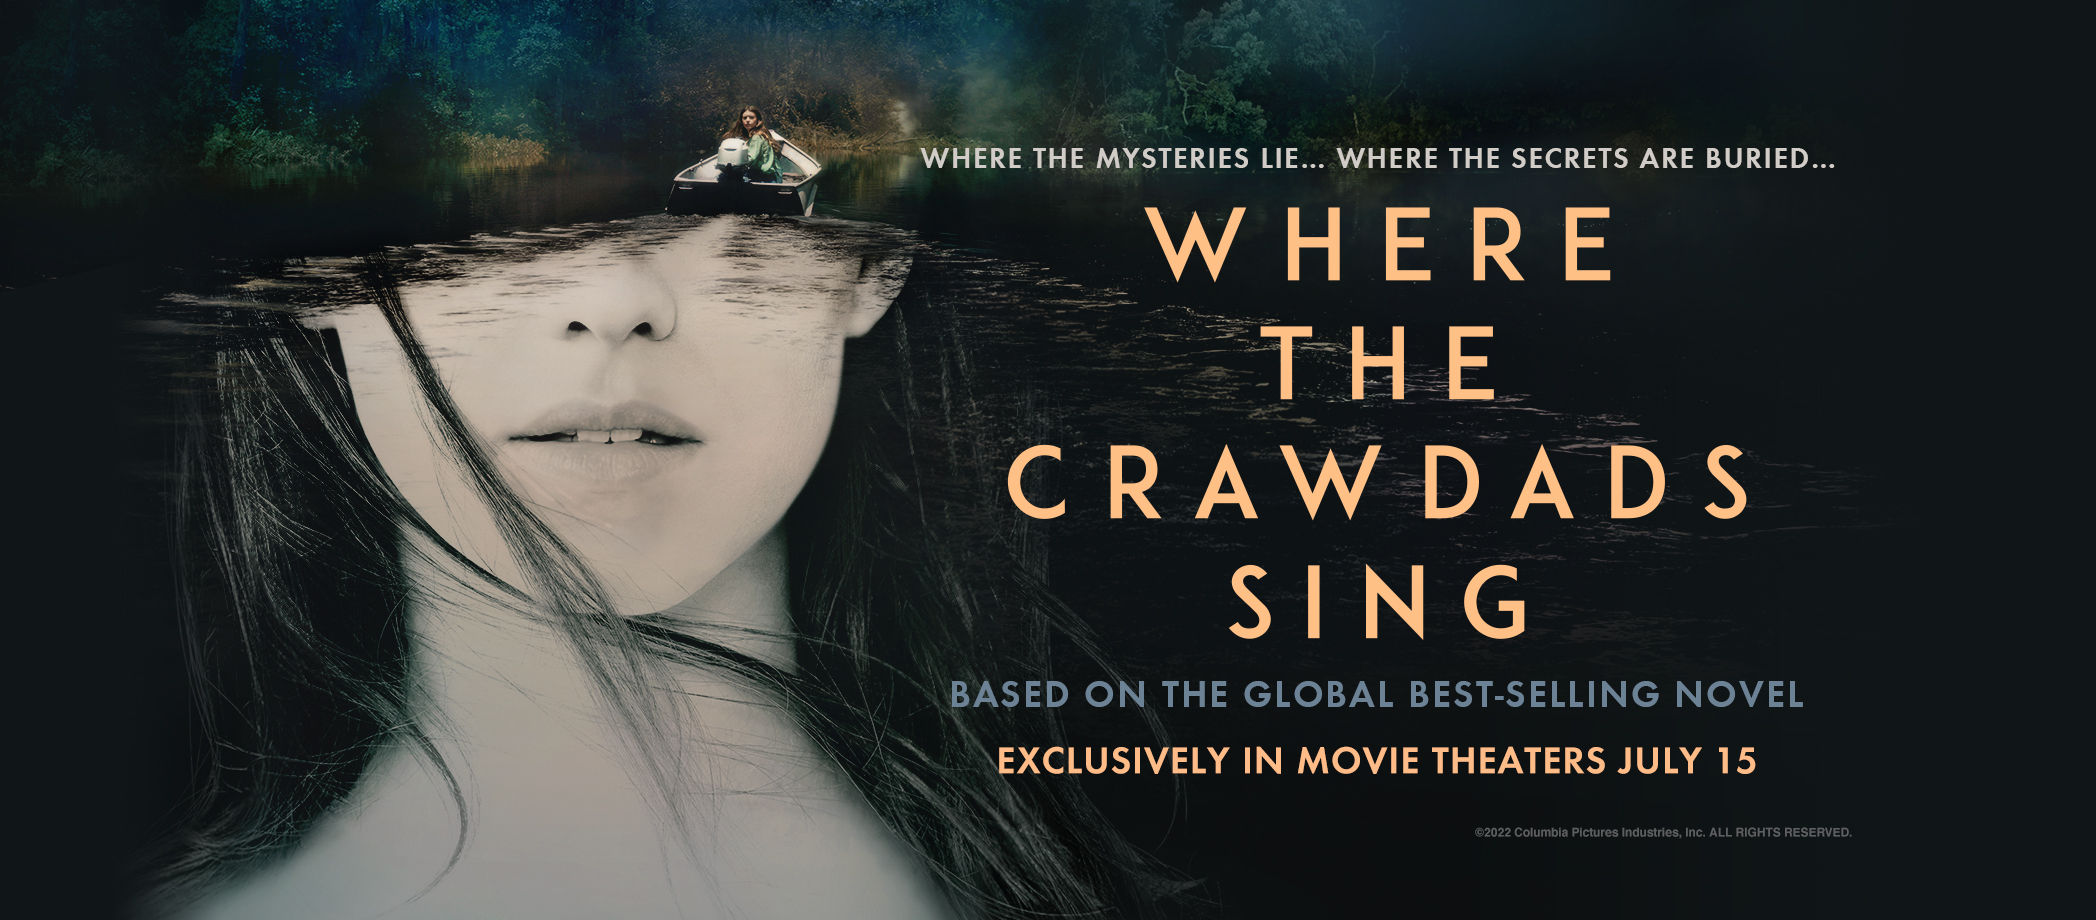 WHERE THE MYSTERIES LIE... WHERE THE SECRETS ARE BURIED...
WHERE
THE
CRAWDADS
SING
BASED ON THE GLOBAL BEST-SELLING NOVEL
EXCLUSIVELY IN MOVIE THEATERS JULY 15
©2022 Columbia Pictures Industries, Inc. ALL RIGHTS RESERVED.